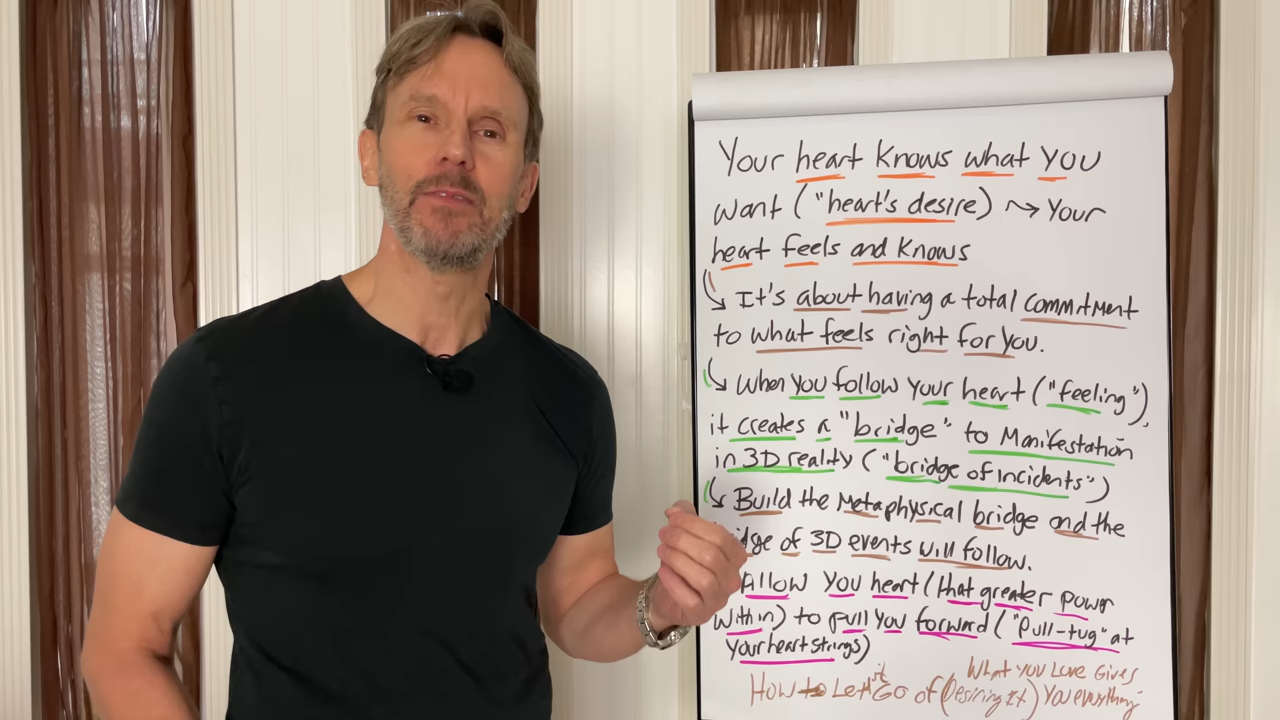 Your heart knows what you
want ("heart's desire) → your
heart feels and knows
It's about having a total commitment
to what feels right for you.
When you follow your heart ("feeling"),
it creates a "bridge" to Manifestation
in 3D reality ("bridge of incidents")
Build the Metaphysical bridge and the
idge of 3D events will follow.
Allow you heart (that greater power
within) to pull you forward ("pull-tug" at
your heart strings)
What you Love Gives
How to Let it Go of (Desiring It) You everything